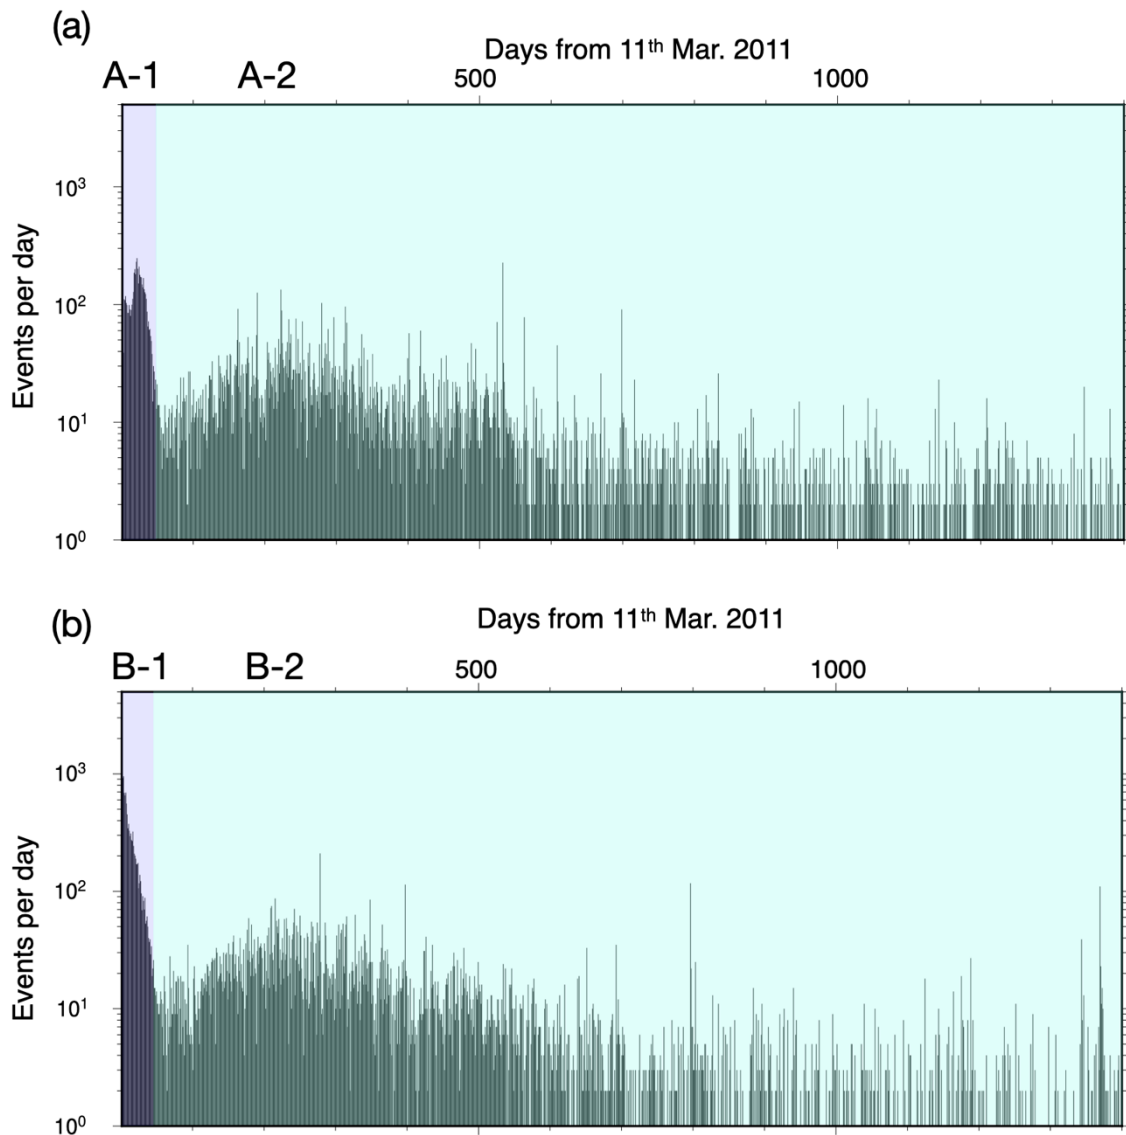 (a)
Days from 11th Mar. 2011
A-1 A-2 500 1000
10³
10²
10¹
10⁰
Events per day
(b)
Days from 11th Mar. 2011
B-1 B-2 500 1000
10³
10²
10¹
10⁰
Events per day